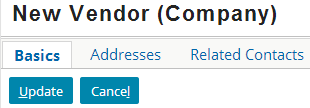 New Vendor (Company)
Basics Addresses Related Contacts
Update Cancel